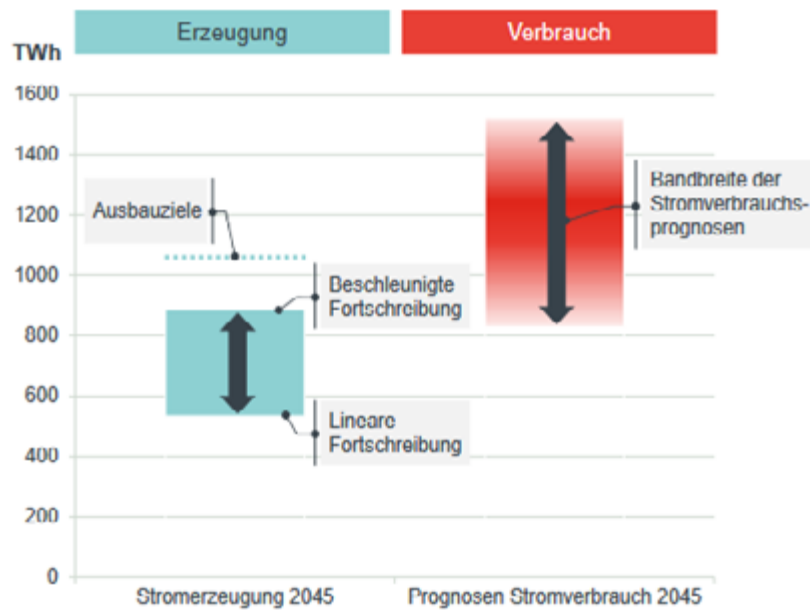 Erzeugung
Verbrauch
TWh
1600
1400
1200
1000
800
600
400
200
0
Ausbauziele
Beschleunigte
Fortschreibung
Lineare
Fortschreibung
Bandbreite der
Stromverbrauchs-
prognosen
Stromerzeugung 2045
Prognosen Stromverbrauch 2045